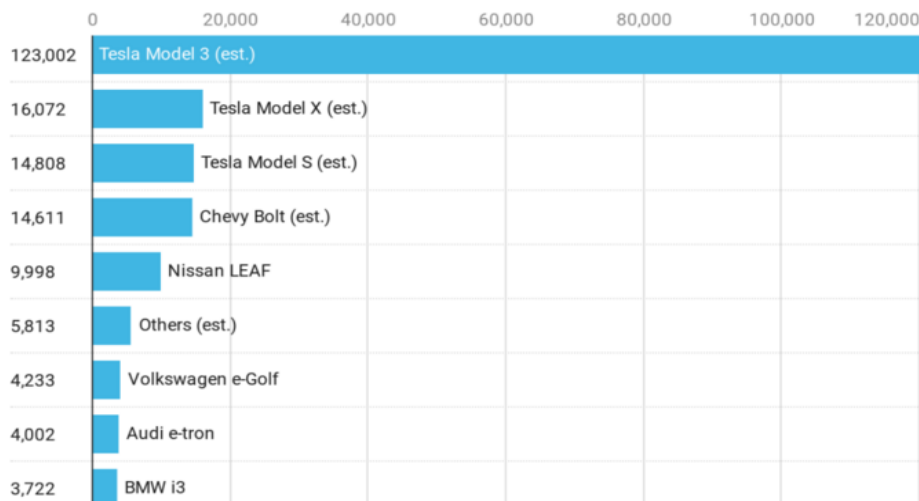 0 20,000 40,000 60,000 80,000 100,000 120,000
123,002 Tesla Model 3 (est.)
16,072 Tesla Model X (est.)
14,808 Tesla Model S (est.)
14,611 Chevy Bolt (est.)
9,998 Nissan LEAF
5,813 Others (est.)
4,233 Volkswagen e-Golf
4,002 Audi e-tron
3,722 BMW i3